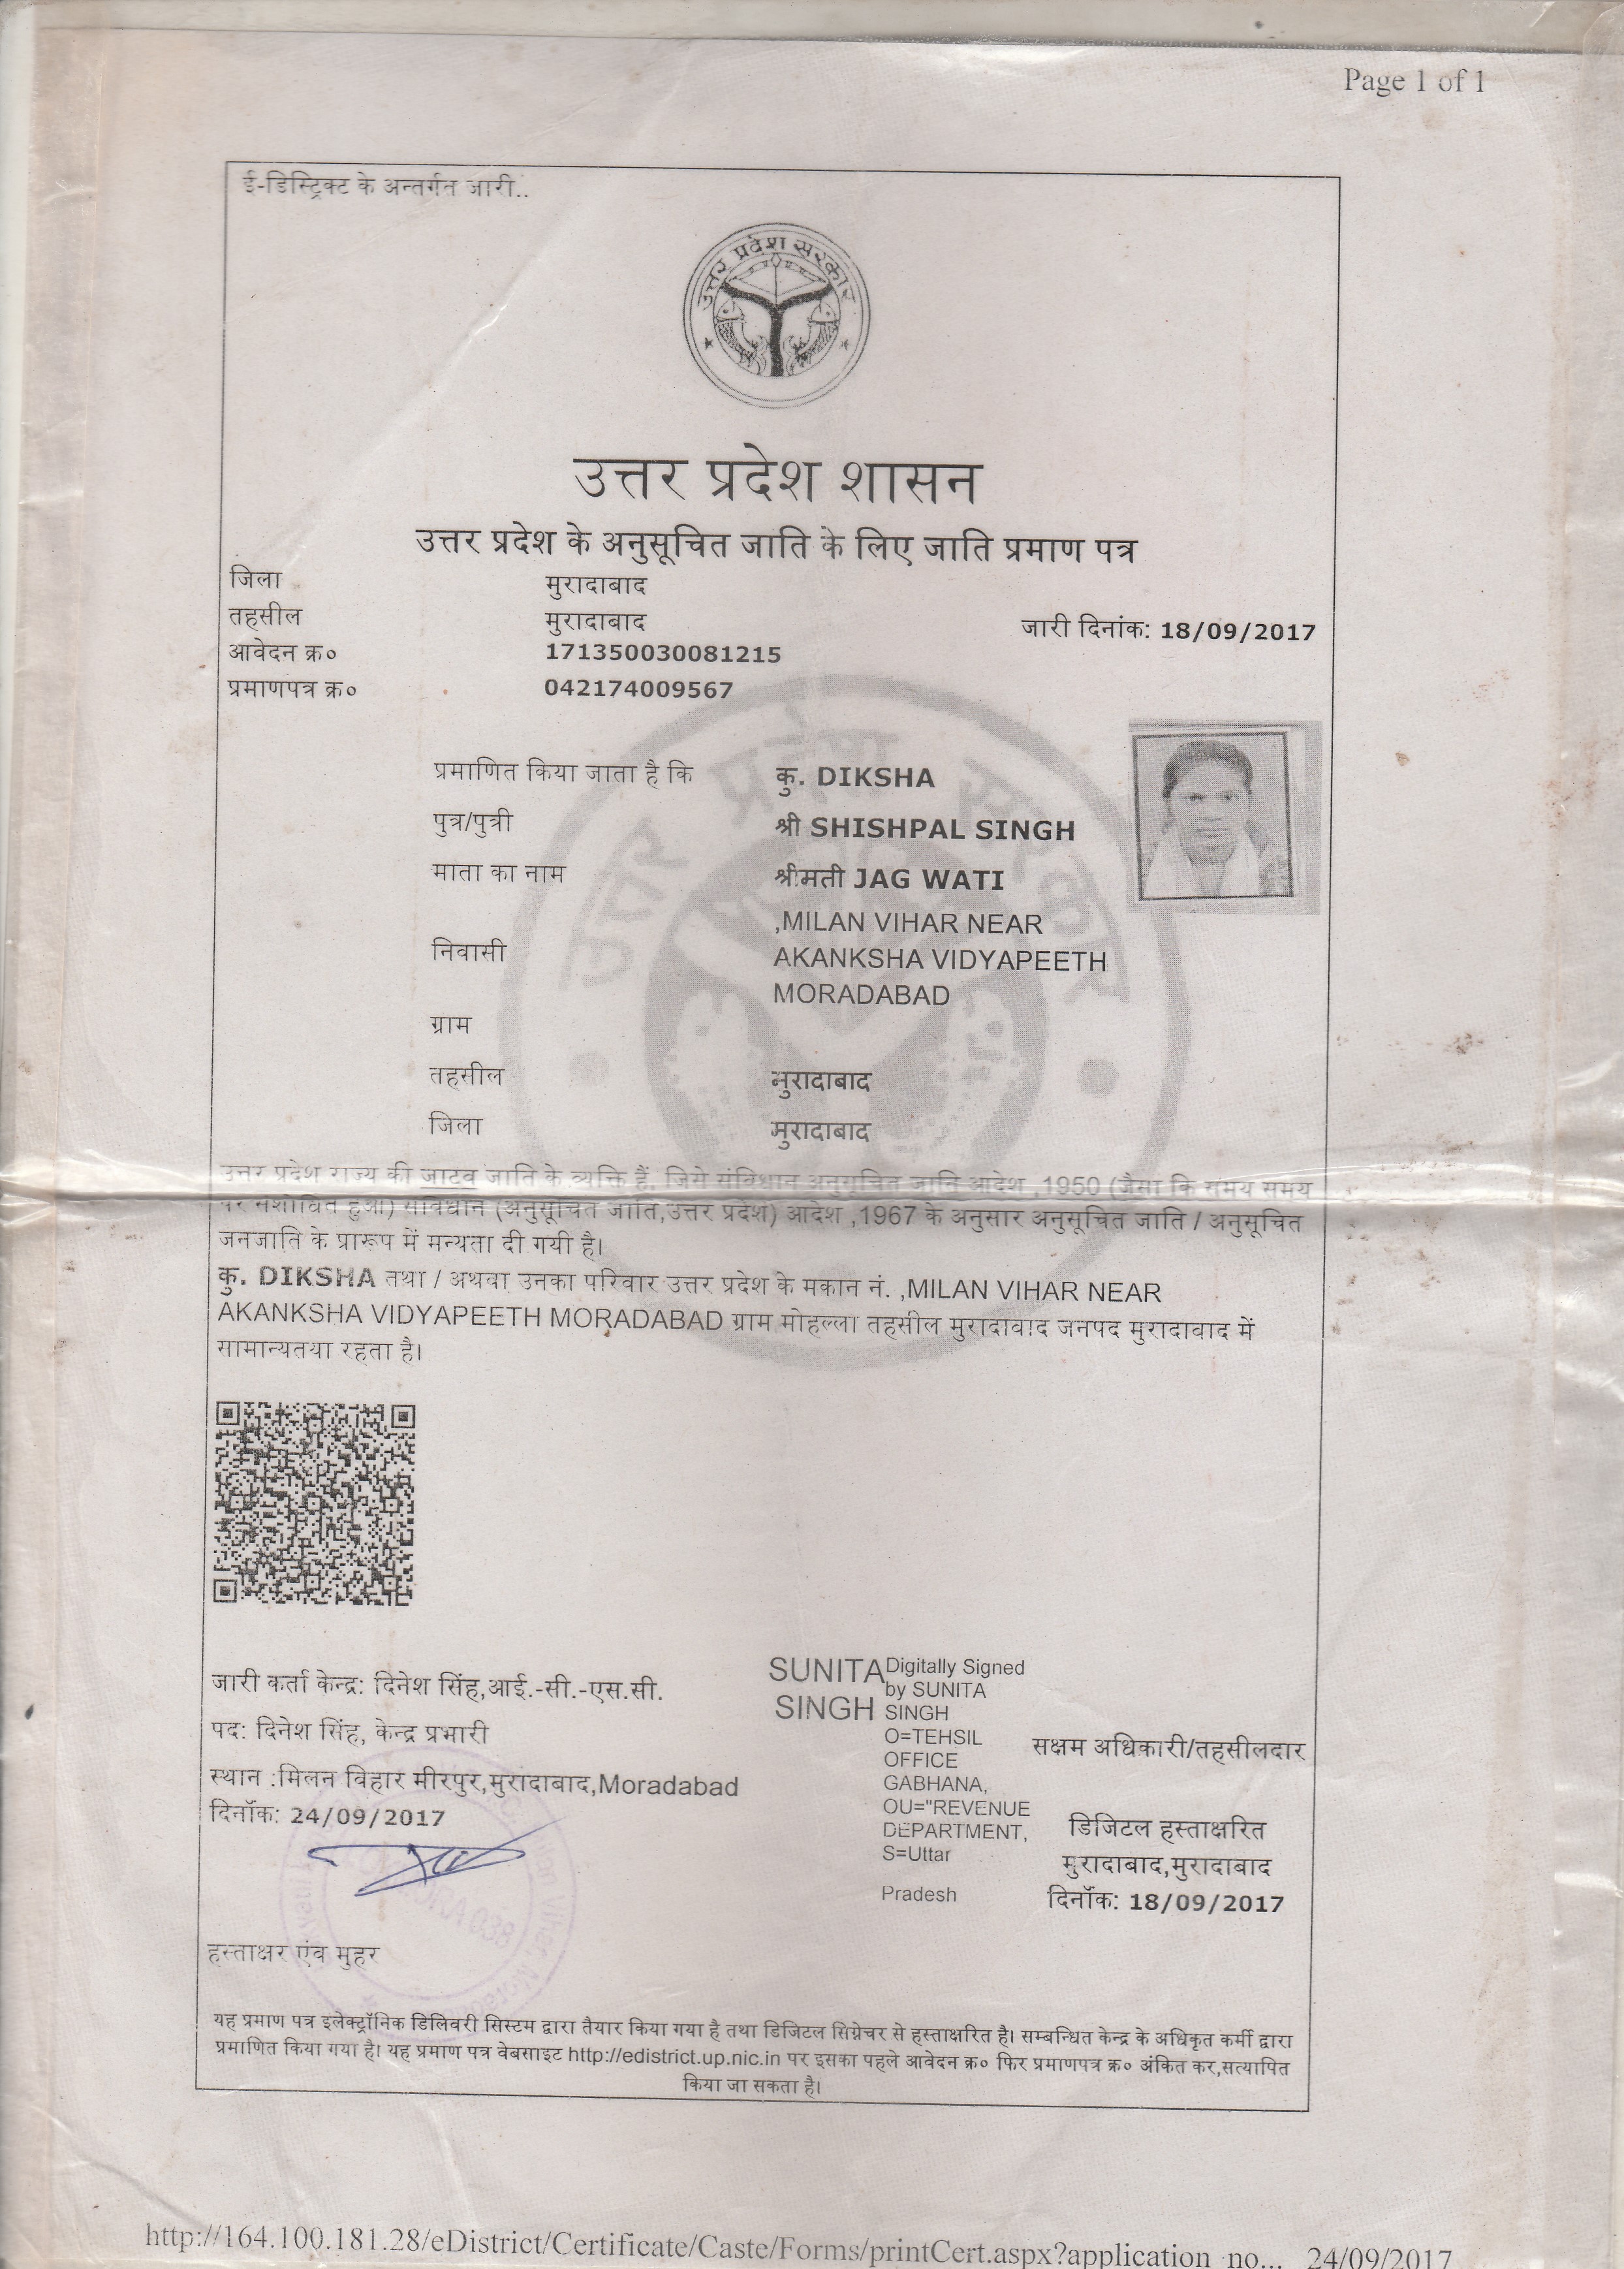 Page 1 of 1
ई-डिस्ट्रिक्ट के अन्तर्गत जारी..
उत्तर प्रदेश सरकार
उत्तर प्रदेश शासन
उत्तर प्रदेश के अनुसूचित जाति के लिए जाति प्रमाण पत्र
जिला मुरादाबाद
तहसील मुरादाबाद जारी दिनांक: 18/09/2017
आवेदन क्र० 171350030081215
प्रमाणपत्र क्र० 042174009567
प्रमाणित किया जाता है कि कु. DIKSHA
पुत्र/पुत्री श्री SHISHPAL SINGH
माता का नाम श्रीमती JAG WATI
,MILAN VIHAR NEAR
निवासी AKANKSHA VIDYAPEETH
MORADABAD
ग्राम
तहसील मुरादाबाद
जिला मुरादाबाद
उत्तर प्रदेश राज्य की जाटव जाति के व्यक्ति हैं, जिसे संविधान अनुसूचित जाति आदेश ,1950 (जैसा कि समय समय
पर संशोधित हुआ) संविधान (अनुसूचित जाति,उत्तर प्रदेश) आदेश ,1967 के अनुसार अनुसूचित जाति / अनुसूचित
जनजाति के प्रारूप में मन्यता दी गयी है।
कु. DIKSHA तथा / अथवा उनका परिवार उत्तर प्रदेश के मकान नं. ,MILAN VIHAR NEAR
AKANKSHA VIDYAPEETH MORADABAD ग्राम मोहल्ला तहसील मुरादाबाद जनपद मुरादाबाद में
सामान्यतया रहता है।
SUNITA SINGH
Digitally Signed
by SUNITA
SINGH
O=TEHSIL
OFFICE
GABHANA,
OU="REVENUE
DEPARTMENT,
S=Uttar
Pradesh
जारी कर्ता केन्द्र: दिनेश सिंह,आई.-सी.-एस.सी.
पद: दिनेश सिंह, केन्द्र प्रभारी
स्थान :मिलन विहार मीरपुर,मुरादाबाद,Moradabad
दिनॉक: 24/09/2017
हस्ताक्षर एंव मुहर
सक्षम अधिकारी/तहसीलदार
डिजिटल हस्ताक्षरित
मुरादाबाद,मुरादाबाद
दिनॉक: 18/09/2017
यह प्रमाण पत्र इलेक्ट्रॉनिक डिलिवरी सिस्टम द्वारा तैयार किया गया है तथा डिजिटल सिग्नेचर से हस्ताक्षरित है। सम्बन्धित केन्द्र के अधिकृत कर्मी द्वारा
प्रमाणित किया गया है। यह प्रमाण पत्र वेबसाइट http://edistrict.up.nic.in पर इसका पहले आवेदन क्र० फिर प्रमाणपत्र क्र० अंकित कर,सत्यापित
किया जा सकता है।
http://164.100.181.28/eDistrict/Certificate/Caste/Forms/printCert.aspx?application_no... 24/09/2017